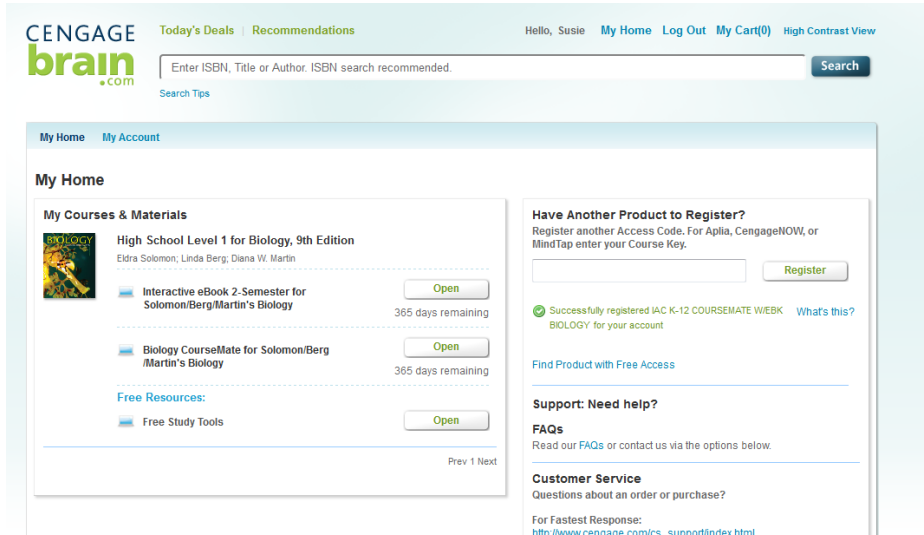 CENGAGE
brain
.com
Today's Deals | Recommendations
Hello, Susie My Home Log Out My Cart(0) High Contrast View
Enter ISBN, Title or Author. ISBN search recommended.
Search
Search Tips
My Home My Account
My Home
My Courses & Materials
BIOLOGY
High School Level 1 for Biology, 9th Edition
Eldra Solomon; Linda Berg; Diana W. Martin
Interactive eBook 2-Semester for
Solomon/Berg/Martin's Biology
Open
365 days remaining
Biology CourseMate for Solomon/Berg
/Martin's Biology
Open
365 days remaining
Free Resources:
Free Study Tools
Open
Prev 1 Next
Have Another Product to Register?
Register another Access Code. For Aplia, CengageNOW, or
MindTap enter your Course Key.
Register
Successfully registered IAC K-12 COURSEMATE W/EBK
BIOLOGY for your account
What's this?
Find Product with Free Access
Support: Need help?
FAQs
Read our FAQs or contact us via the options below.
Customer Service
Questions about an order or purchase?
For Fastest Response:
http://www.cengage.com/cs_support/index.html